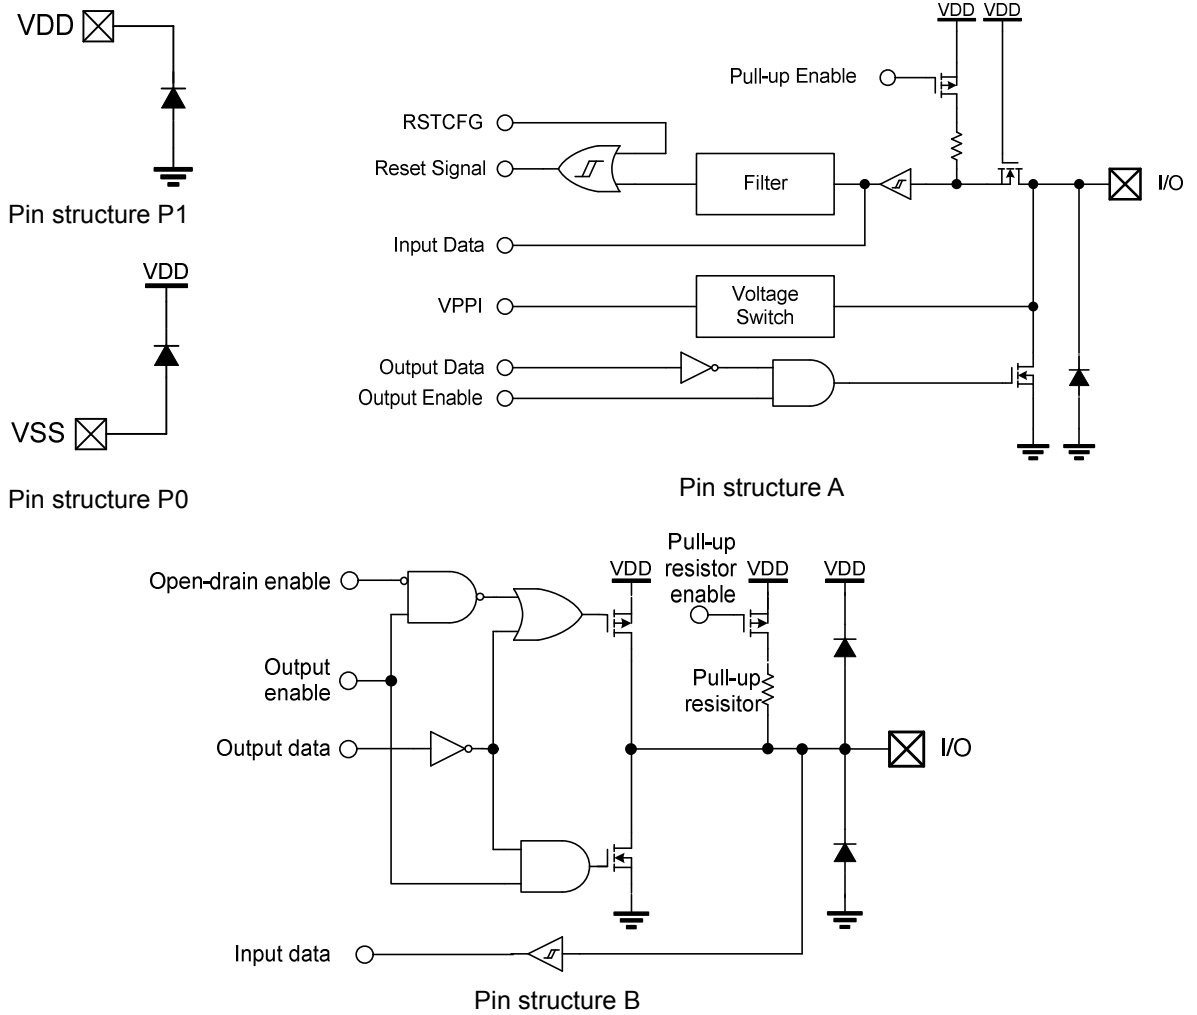 VDD
Pin structure P1
VDD
VSS
Pin structure P0
VDD VDD
Pull-up Enable
RSTCFG
Reset Signal
Filter
I/O
Input Data
VPPI
Voltage
Switch
Output Data
Output Enable
Pin structure A
Open-drain enable
VDD
Pull-up
resistor
enable
VDD
VDD
Output
enable
Pull-up
resisitor
Output data
I/O
Input data
Pin structure B